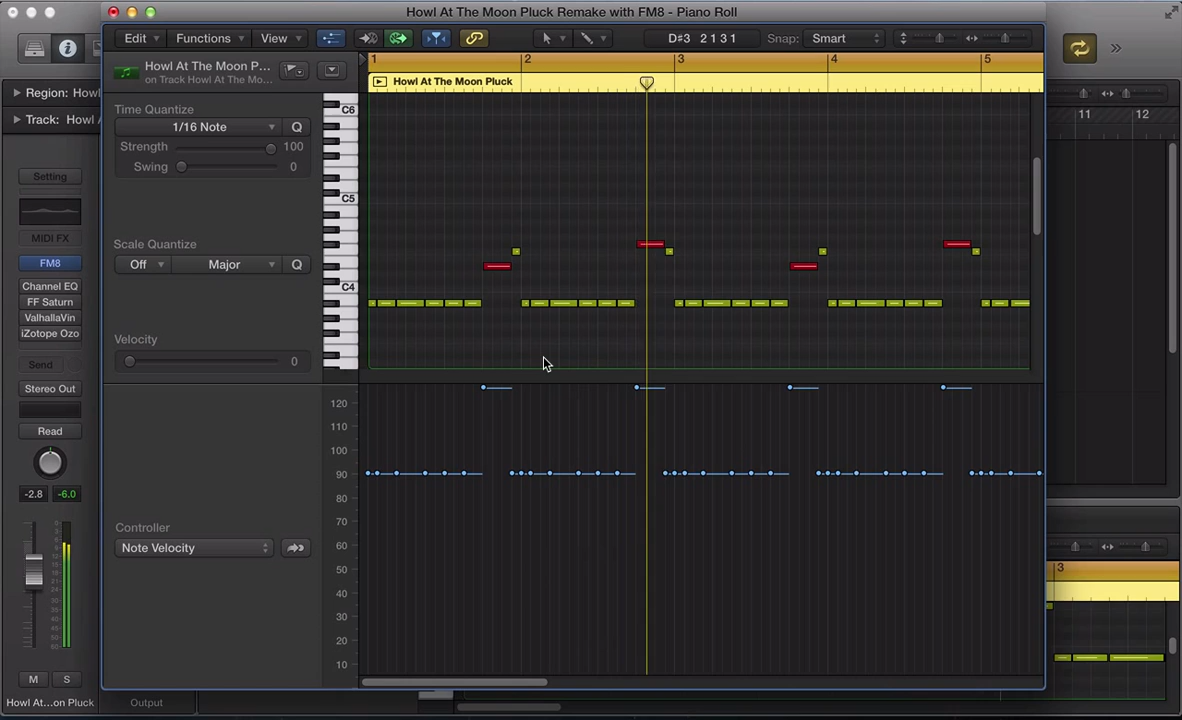 Howl At The Moon Pluck Remake with FM8 - Piano Roll
Edit Functions View D#3 2 1 3 1 Snap: Smart
Region: Howl
Track: Howl A
Howl At The Moon P...
on Track Howl At The Mo...
1 2 3 4 5
Howl At The Moon Pluck
11 12
Time Quantize
1/16 Note Q
Strength 100
Swing 0
Scale Quantize
Off Major Q
Velocity 0
C6
C5
C4
Setting
MIDI FX
FM8
Channel EQ
FF Saturn
ValhallaVin
iZotope Ozo
Send
Stereo Out
Read
-2.8 -6.0
M S
Howl At...on Pluck
Output
Controller
Note Velocity
120
110
100
90
80
70
60
50
40
30
20
10
3